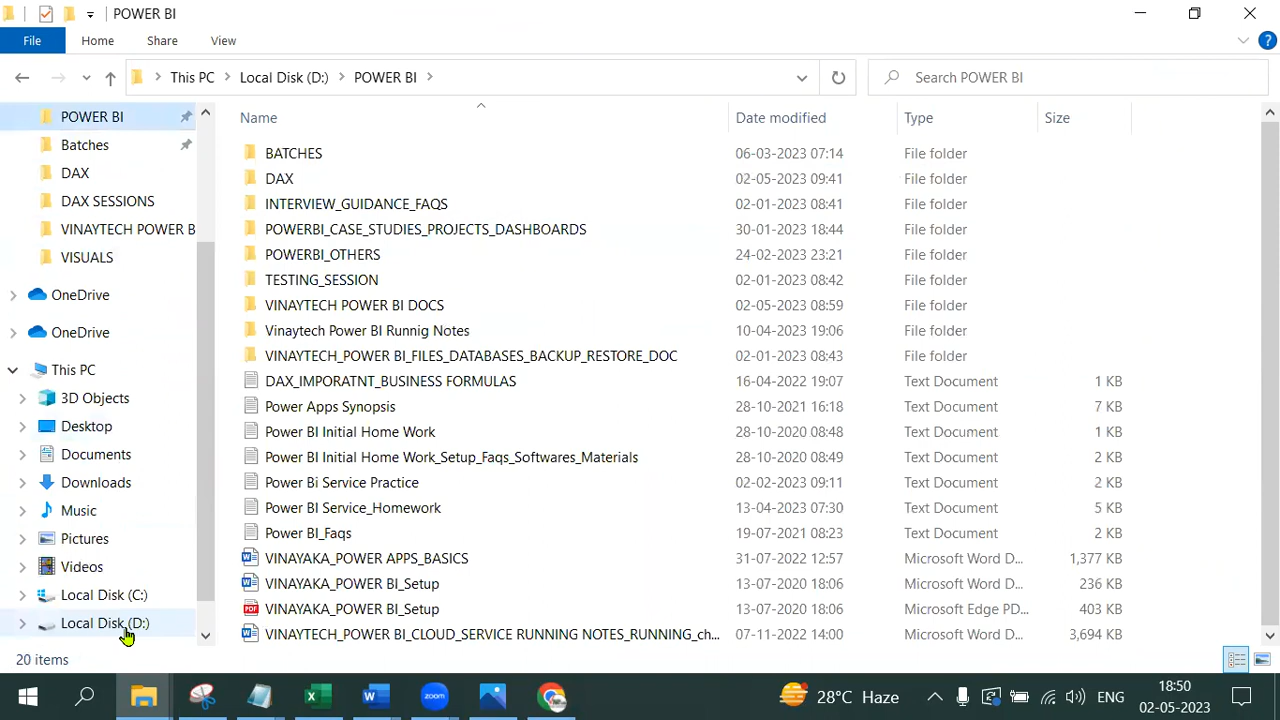 POWER BI
File Home Share View
This PC Local Disk (D:) POWER BI
Search POWER BI
POWER BI
Batches
DAX
DAX SESSIONS
VINAYTECH POWER B
VISUALS
OneDrive
OneDrive
This PC
3D Objects
Desktop
Documents
Downloads
Music
Pictures
Videos
Local Disk (C:)
Local Disk (D:)
Name Date modified Type Size
BATCHES 06-03-2023 07:14 File folder
DAX 02-05-2023 09:41 File folder
INTERVIEW_GUIDANCE_FAQS 02-01-2023 08:41 File folder
POWERBI_CASE_STUDIES_PROJECTS_DASHBOARDS 30-01-2023 18:44 File folder
POWERBI_OTHERS 24-02-2023 23:21 File folder
TESTING_SESSION 02-01-2023 08:42 File folder
VINAYTECH POWER BI DOCS 02-05-2023 08:59 File folder
Vinaytech Power BI Runnig Notes 10-04-2023 19:06 File folder
VINAYTECH_POWER BI_FILES_DATABASES_BACKUP_RESTORE_DOC 02-01-2023 08:43 File folder
DAX_IMPORATNT_BUSINESS FORMULAS 16-04-2022 19:07 Text Document 1 KB
Power Apps Synopsis 28-10-2021 16:18 Text Document 7 KB
Power BI Initial Home Work 28-10-2020 08:48 Text Document 1 KB
Power BI Initial Home Work_Setup_Faqs_Softwares_Materials 28-10-2020 08:49 Text Document 2 KB
Power Bi Service Practice 02-02-2023 09:11 Text Document 2 KB
Power BI Service_Homework 13-04-2023 07:30 Text Document 5 KB
Power BI_Faqs 19-07-2021 08:23 Text Document 2 KB
VINAYAKA_POWER APPS_BASICS 31-07-2022 12:57 Microsoft Word D... 1,377 KB
VINAYAKA_POWER BI_Setup 13-07-2020 18:06 Microsoft Word D... 236 KB
VINAYAKA_POWER BI_Setup 13-07-2020 18:06 Microsoft Edge PD... 403 KB
VINAYTECH_POWER BI_CLOUD_SERVICE RUNNING NOTES_RUNNING_ch... 07-11-2022 14:00 Microsoft Word D... 3,694 KB
20 items
zoom
28°C Haze ENG 18:50
02-05-2023